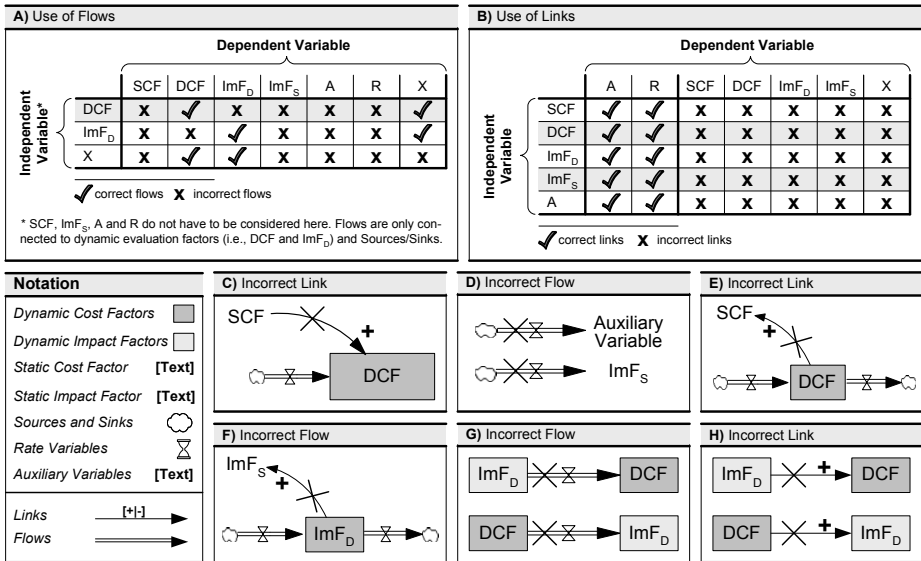 A) Use of Flows
Dependent Variable
SCF DCF ImF_D ImF_S A R X
Independent
Variable*
DCF x ✓ x x x x ✓
ImF_D x x ✓ x x x ✓
X x ✓ ✓ x x x x
✓ correct flows x incorrect flows
* SCF, ImF_S, A and R do not have to be considered here. Flows are only con-
nected to dynamic evaluation factors (i.e., DCF and ImF_D) and Sources/Sinks.
B) Use of Links
Dependent Variable
A R SCF DCF ImF_D ImF_S X
Independent
Variable
SCF ✓ ✓ x x x x x
DCF ✓ ✓ x x x x x
ImF_D ✓ ✓ x x x x x
ImF_S ✓ ✓ x x x x x
A ✓ ✓ x x x x x
✓ correct links x incorrect links
Notation
Dynamic Cost Factors
Dynamic Impact Factors
Static Cost Factor [Text]
Static Impact Factor [Text]
Sources and Sinks
Rate Variables
Auxiliary Variables [Text]
Links [+|-]
Flows
C) Incorrect Link
SCF
+
DCF
D) Incorrect Flow
Auxiliary
Variable
ImF_S
E) Incorrect Link
SCF
+
DCF
F) Incorrect Flow
ImF_S
+
ImF_D
G) Incorrect Flow
ImF_D DCF
DCF ImF_D
H) Incorrect Link
ImF_D + DCF
DCF + ImF_D